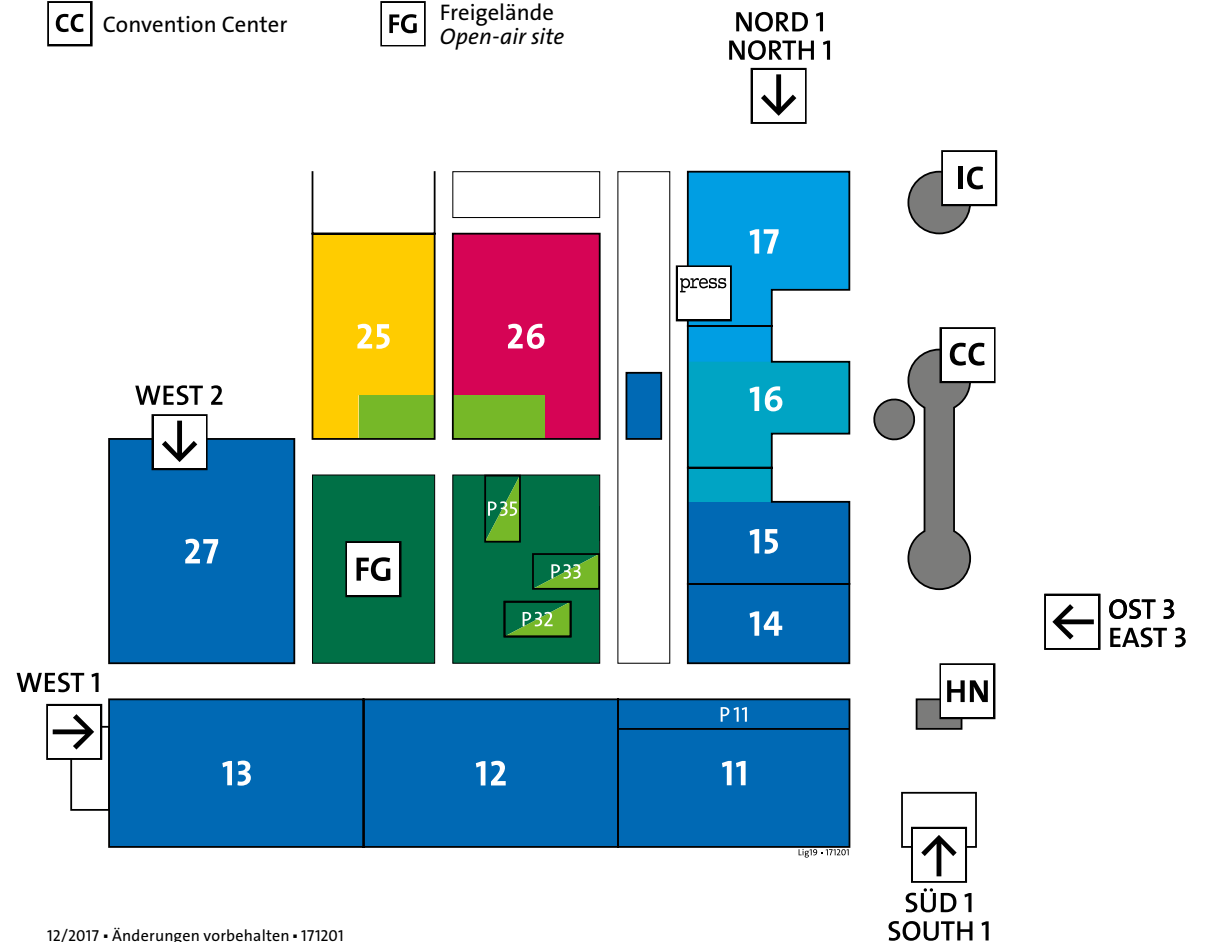 CC Convention Center
FG Freigelände
Open-air site
NORD 1
NORTH 1
IC
17
press
25
26
CC
WEST 2
16
P35
27
FG
15
P33
P32
14
OST 3
EAST 3
WEST 1
HN
P11
13
12
11
Lig19 ▪ 171201
SÜD 1
SOUTH 1
12/2017 ▪ Änderungen vorbehalten ▪ 171201